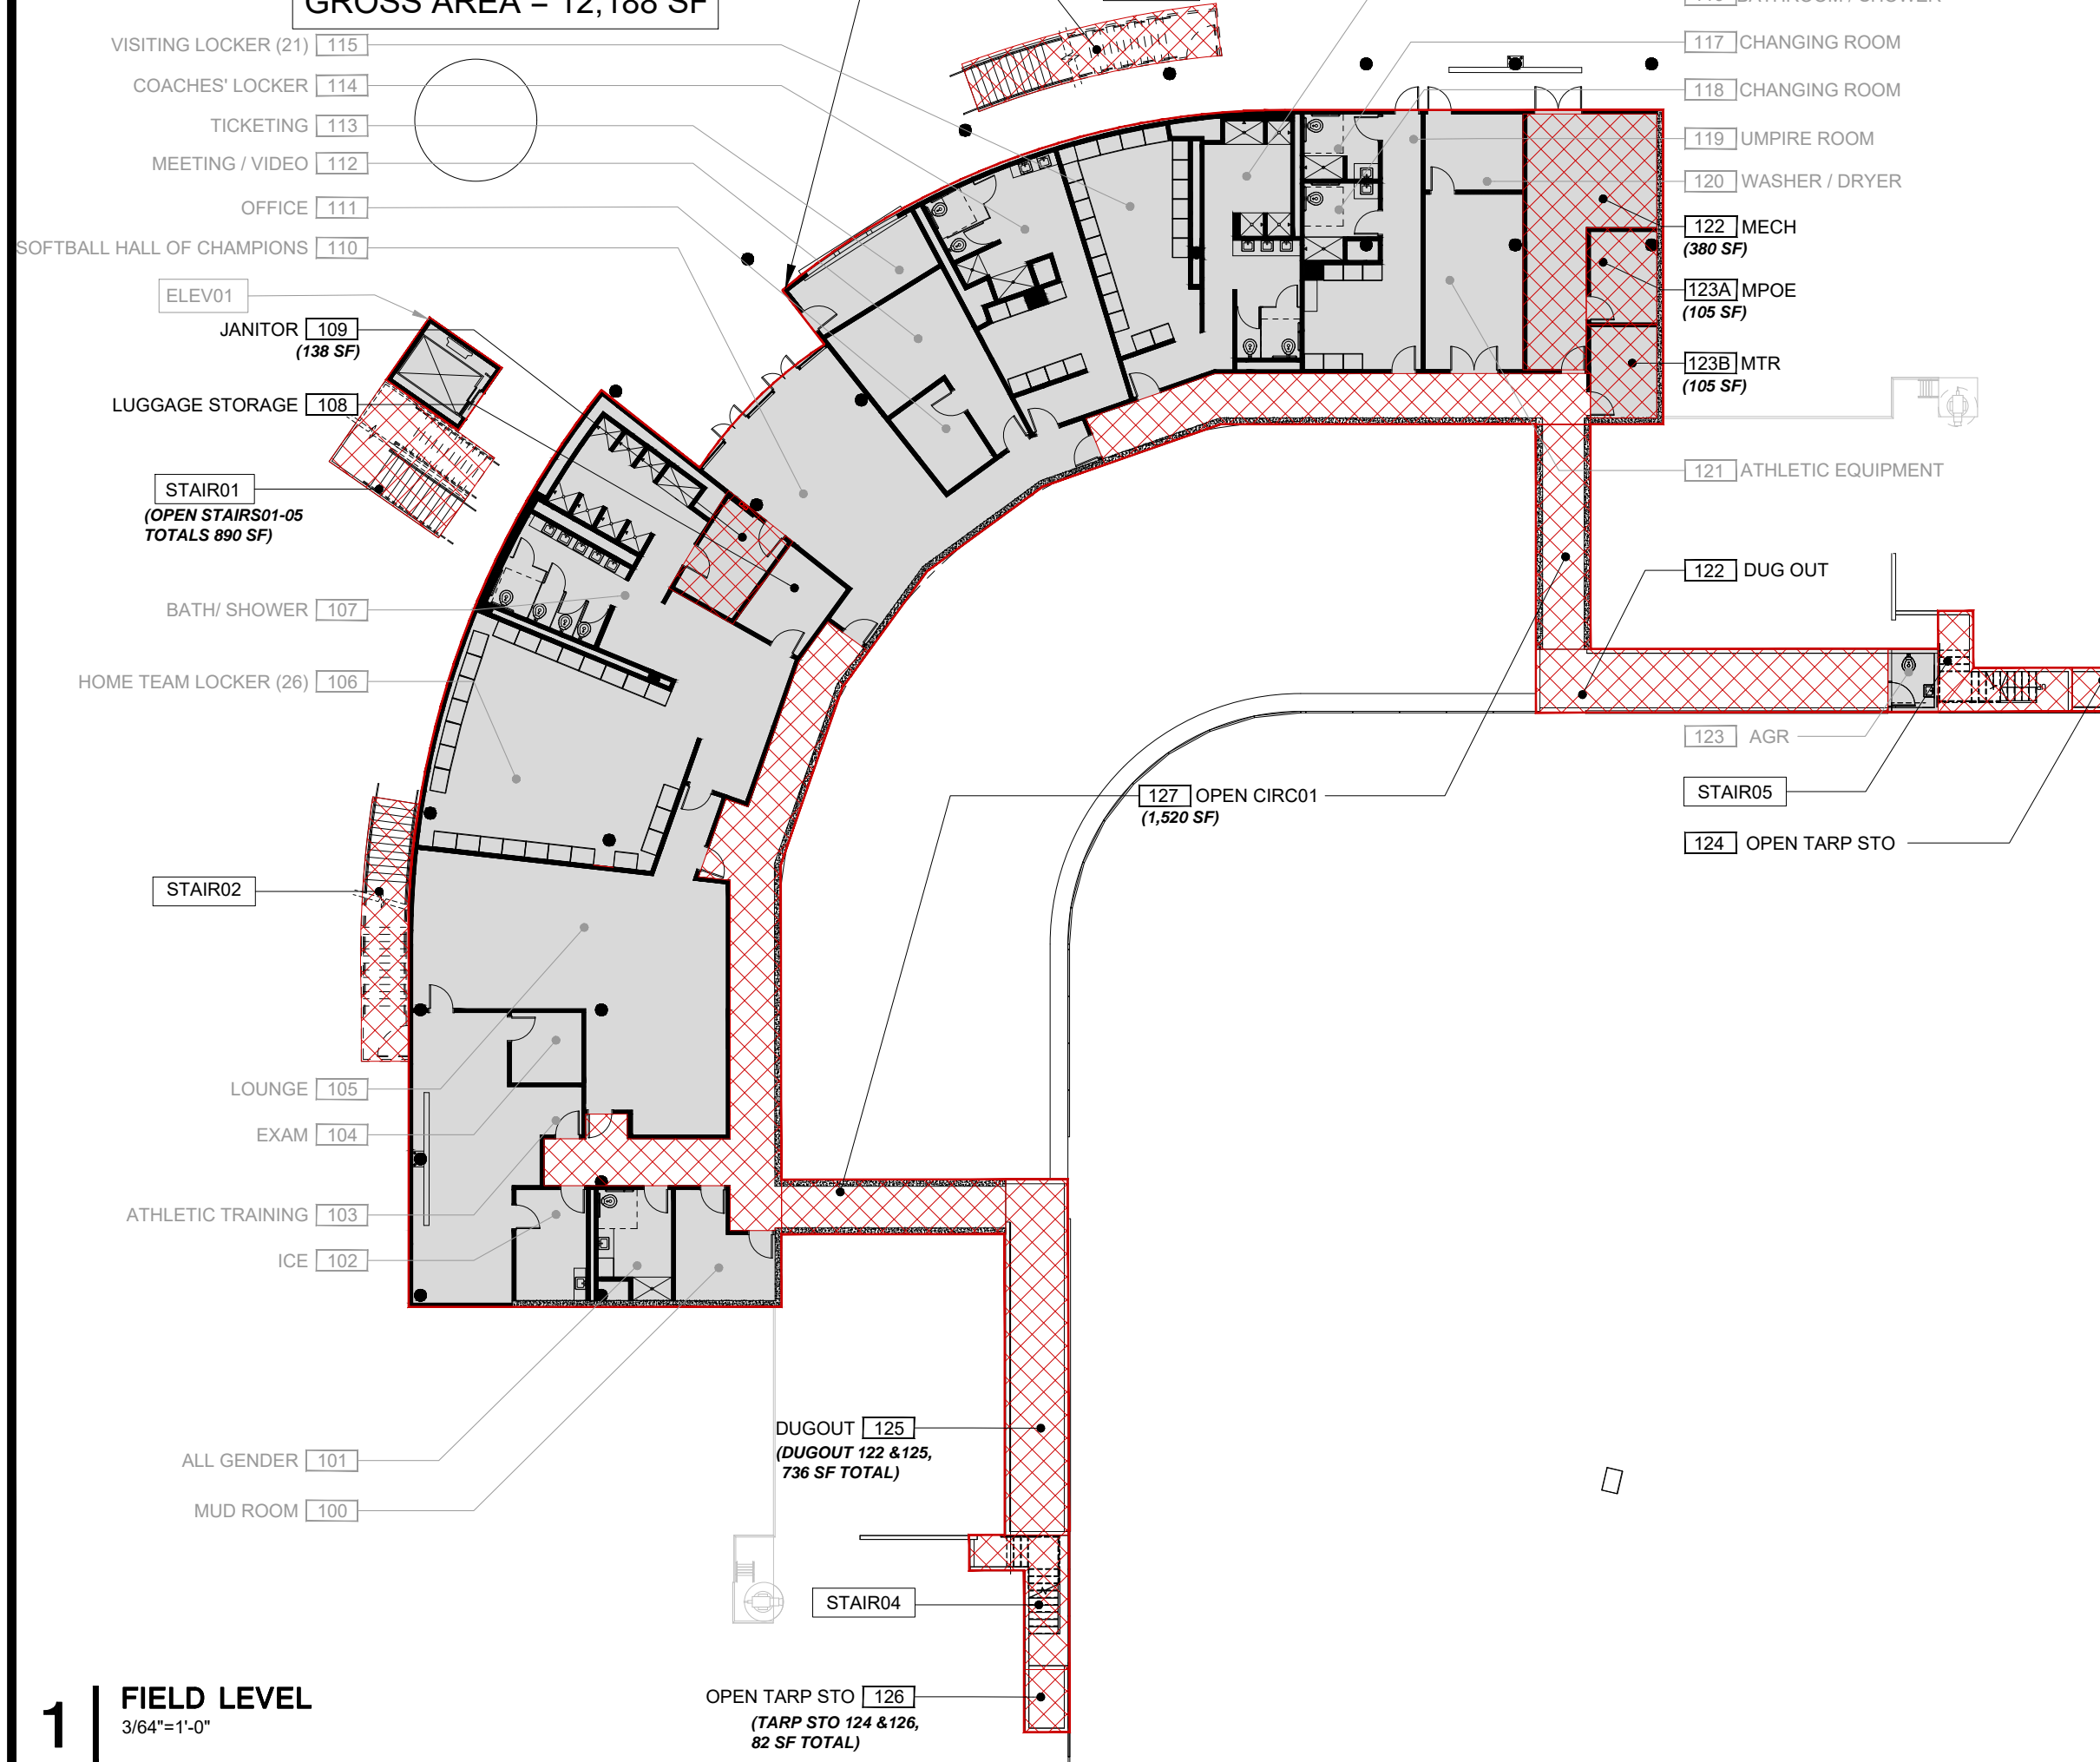 GROSS AREA = 12,188 SF
VISITING LOCKER (21) 115
COACHES' LOCKER 114
TICKETING 113
MEETING / VIDEO 112
OFFICE 111
SOFTBALL HALL OF CHAMPIONS 110
ELEV01
JANITOR 109
(138 SF)
LUGGAGE STORAGE 108
STAIR01
(OPEN STAIRS01-05
TOTALS 890 SF)
BATH/ SHOWER 107
HOME TEAM LOCKER (26) 106
STAIR02
LOUNGE 105
EXAM 104
ATHLETIC TRAINING 103
ICE 102
ALL GENDER 101
MUD ROOM 100
117 CHANGING ROOM
118 CHANGING ROOM
119 UMPIRE ROOM
120 WASHER / DRYER
122 MECH
(380 SF)
123A MPOE
(105 SF)
123B MTR
(105 SF)
121 ATHLETIC EQUIPMENT
122 DUG OUT
123 AGR
STAIR05
124 OPEN TARP STO
127 OPEN CIRC01
(1,520 SF)
DUGOUT 125
(DUGOUT 122 &125,
736 SF TOTAL)
STAIR04
OPEN TARP STO 126
(TARP STO 124 &126,
82 SF TOTAL)
1 FIELD LEVEL
3/64"=1'-0"